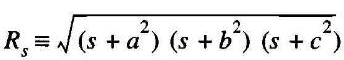 R_s ≡ √((s + a²) (s + b²) (s + c²))